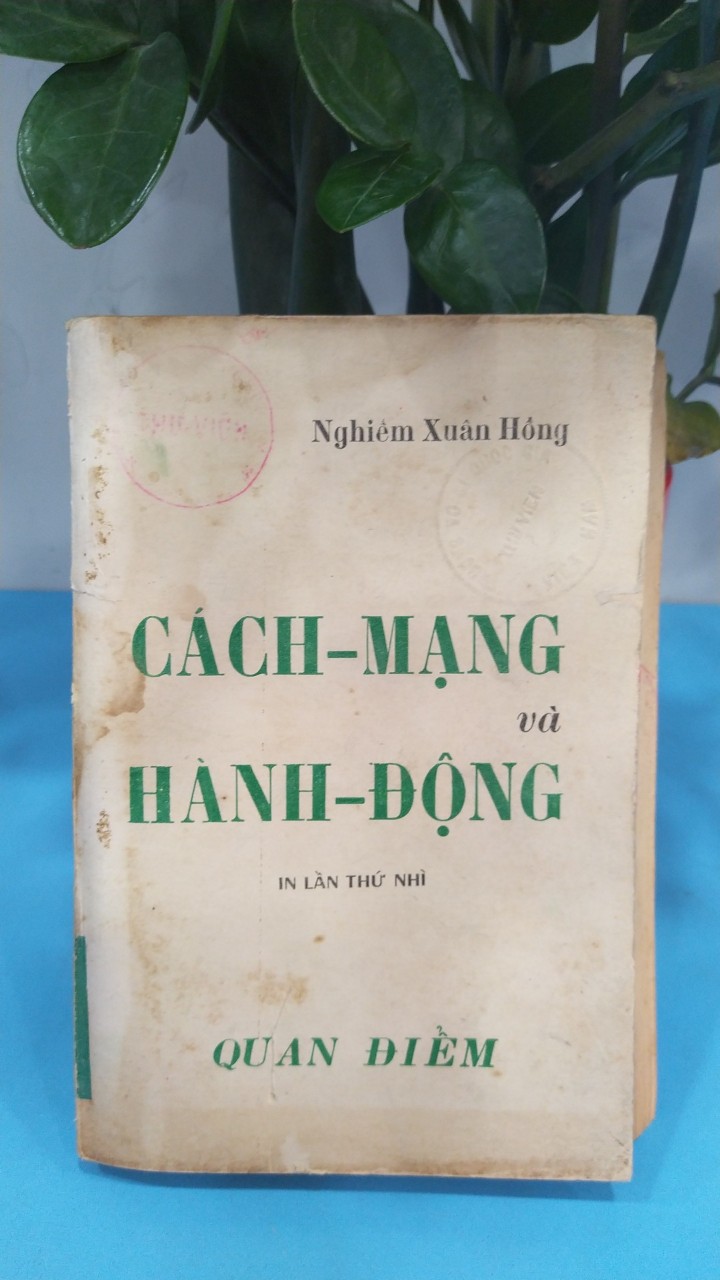 Nghiêm Xuân Hồng
CÁCH-MẠNG
và
HÀNH-ĐỘNG
IN LẦN THỨ NHÌ
QUAN ĐIỂM